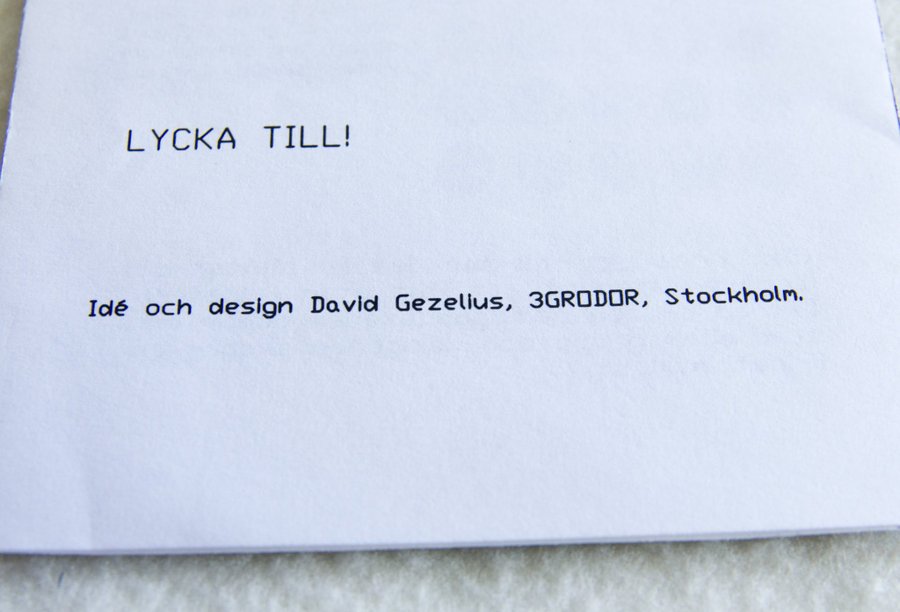 LYCKA TILL!
Idé och design David Gezelius, 3GRODOR, Stockholm.